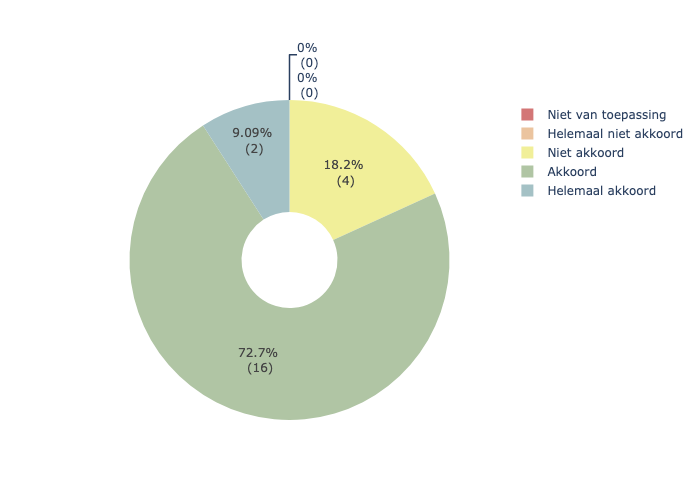 0%
(0)
0%
(0)
9.09%
(2)
18.2%
(4)
72.7%
(16)
Niet van toepassing
Helemaal niet akkoord
Niet akkoord
Akkoord
Helemaal akkoord